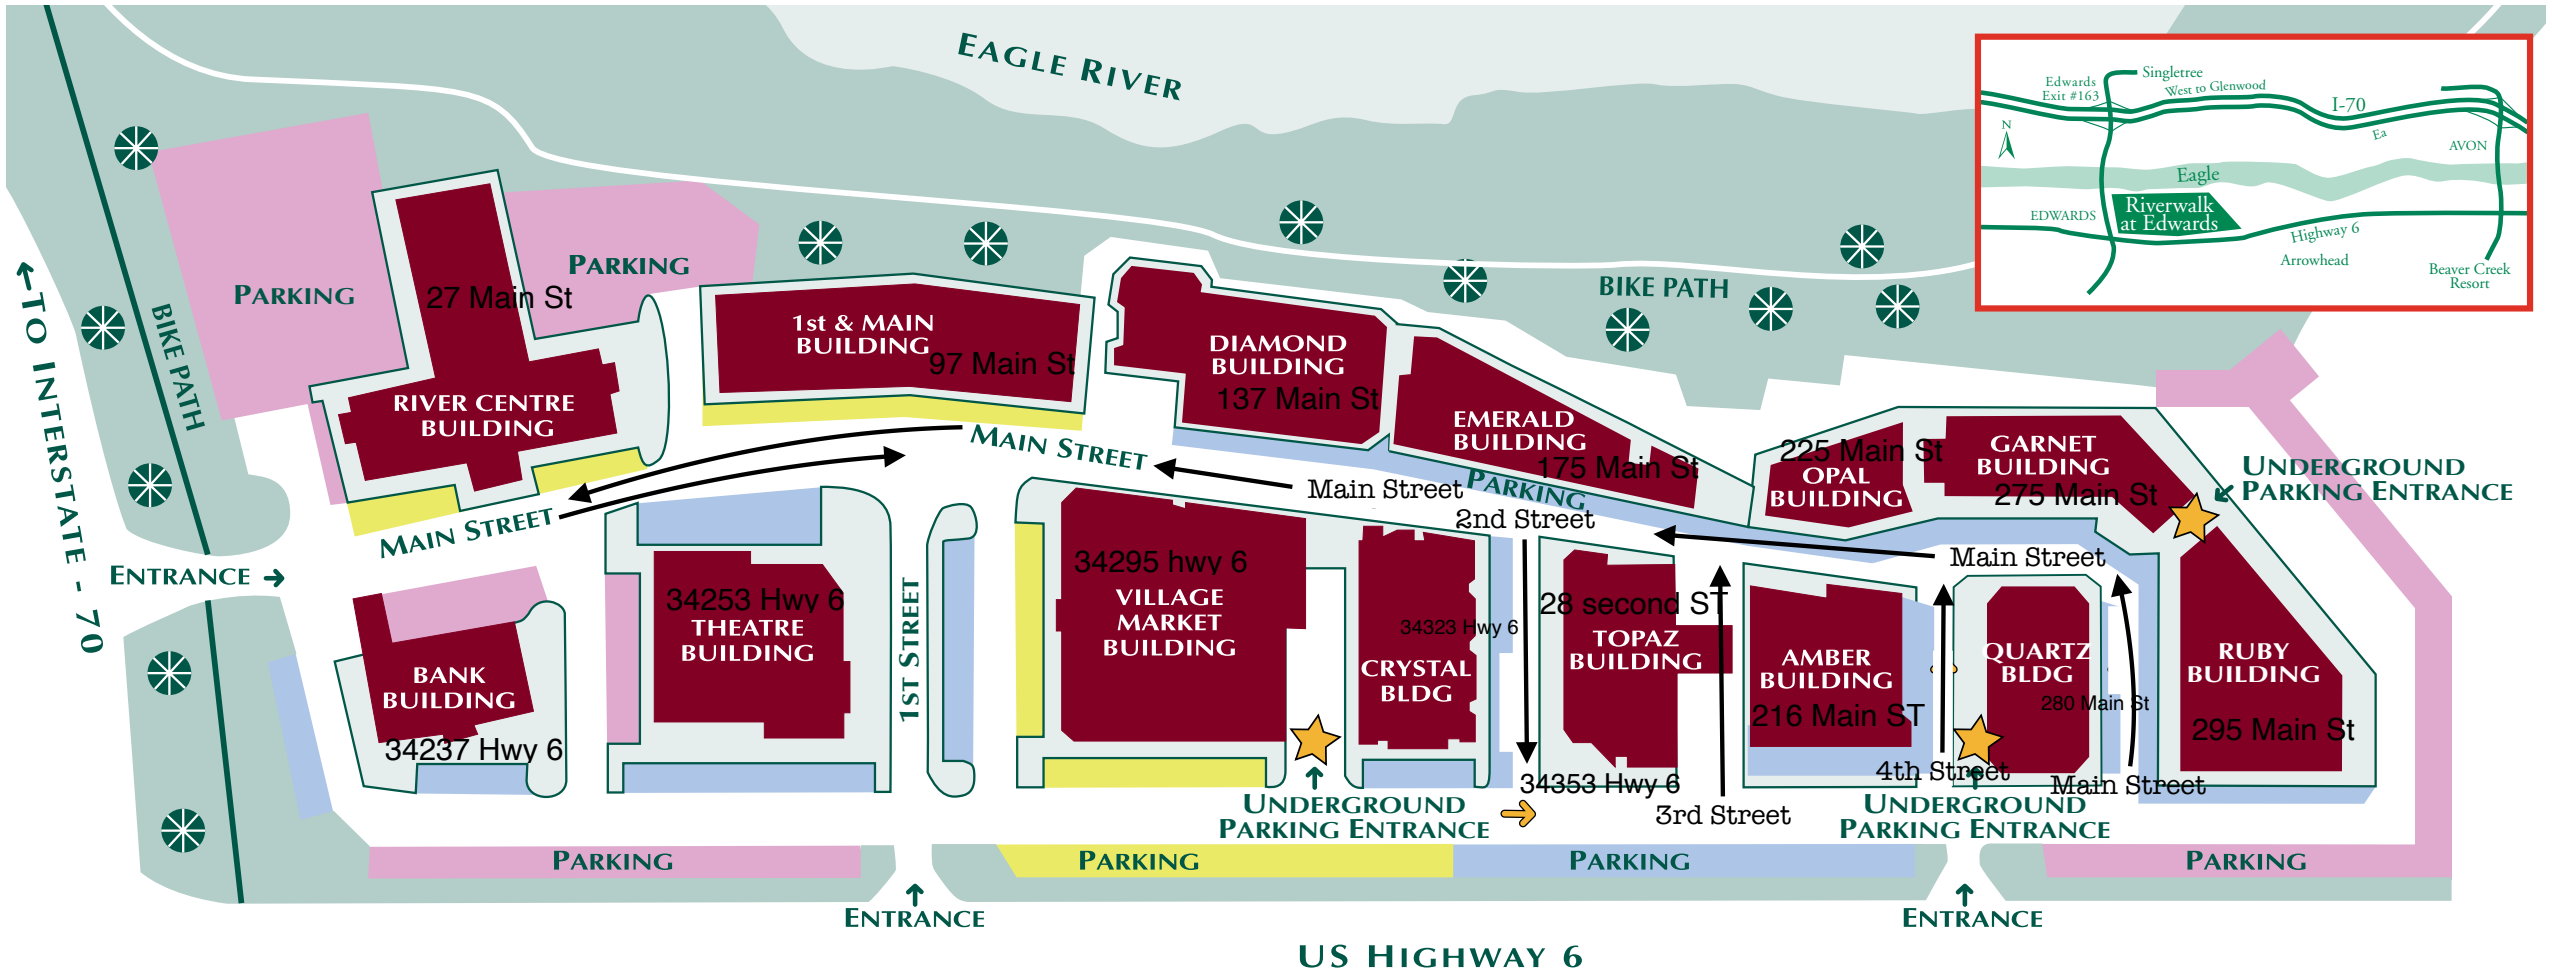 EAGLE RIVER
Edwards
Exit #163
Singletree
West to Glenwood
I-70
Ea
N
AVON
Eagle
EDWARDS
Riverwalk
at Edwards
Highway 6
Arrowhead
Beaver Creek
Resort
TO INTERSTATE - 70
BIKE PATH
PARKING
PARKING
27 Main St
RIVER CENTRE
BUILDING
1st & MAIN
BUILDING
97 Main St
DIAMOND
BUILDING
137 Main St
BIKE PATH
EMERALD
BUILDING
175 Main St
225 Main St
OPAL
BUILDING
GARNET
BUILDING
275 Main St
UNDERGROUND
PARKING ENTRANCE
MAIN STREET
MAIN STREET
Main Street
PARKING
2nd Street
Main Street
ENTRANCE
BANK
BUILDING
34237 Hwy 6
34253 Hwy 6
THEATRE
BUILDING
1ST STREET
34295 hwy 6
VILLAGE
MARKET
BUILDING
34323 Hwy 6
CRYSTAL
BLDG
28 second ST
TOPAZ
BUILDING
34353 Hwy 6
AMBER
BUILDING
216 Main ST
QUARTZ
BLDG
280 Main St
RUBY
BUILDING
295 Main St
4th Street
Main Street
3rd Street
UNDERGROUND
PARKING ENTRANCE
UNDERGROUND
PARKING ENTRANCE
PARKING
PARKING
PARKING
PARKING
ENTRANCE
ENTRANCE
US HIGHWAY 6